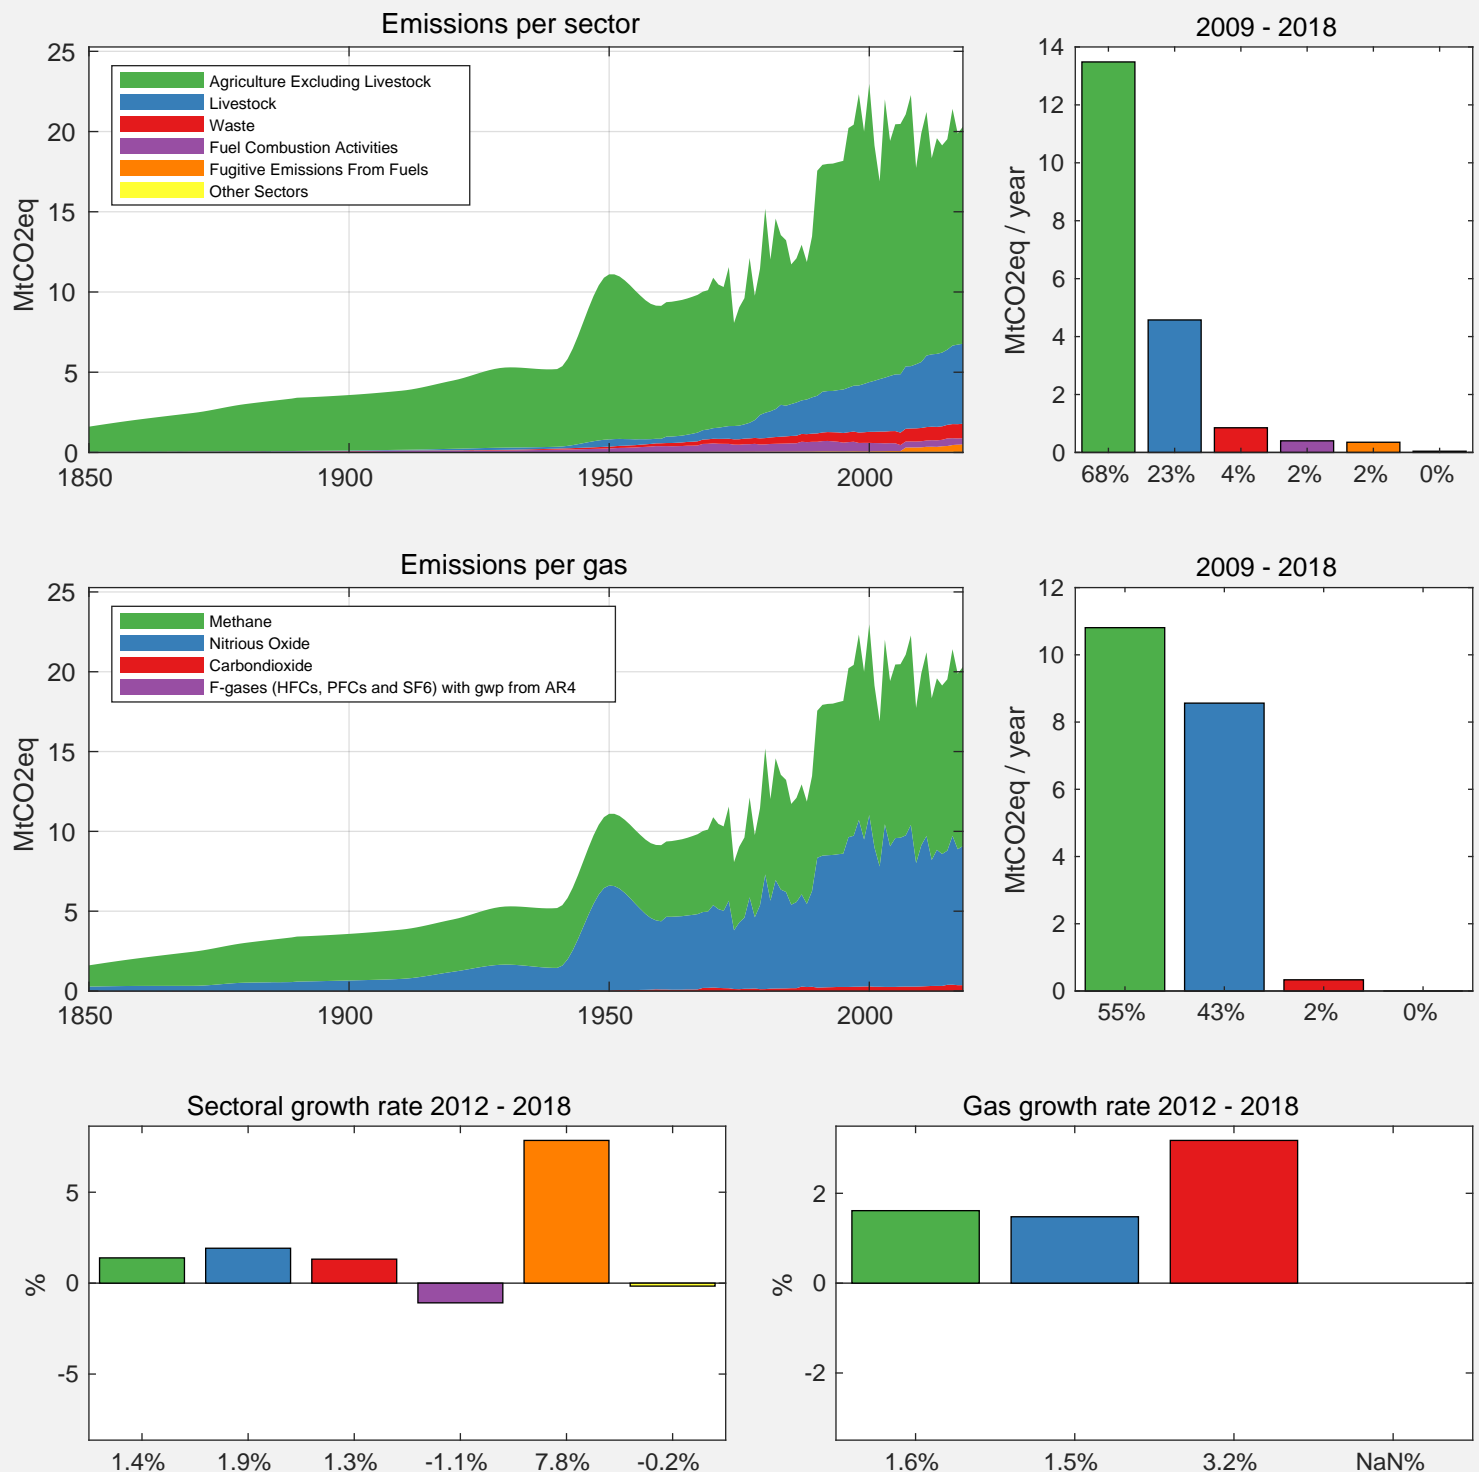 Emissions per sector
25
20
15
10
5
0
MtCO2eq
Agriculture Excluding Livestock
Livestock
Waste
Fuel Combustion Activities
Fugitive Emissions From Fuels
Other Sectors
1850 1900 1950 2000
2009 - 2018
14
12
10
8
6
4
2
0
MtCO2eq / year
68% 23% 4% 2% 2% 0%
Emissions per gas
25
20
15
10
5
0
MtCO2eq
Methane
Nitrious Oxide
Carbondioxide
F-gases (HFCs, PFCs and SF6) with gwp from AR4
1850 1900 1950 2000
2009 - 2018
12
10
8
6
4
2
0
MtCO2eq / year
55% 43% 2% 0%
Sectoral growth rate 2012 - 2018
5
0
-5
%
1.4% 1.9% 1.3% -1.1% 7.8% -0.2%
Gas growth rate 2012 - 2018
2
0
-2
%
1.6% 1.5% 3.2% NaN%